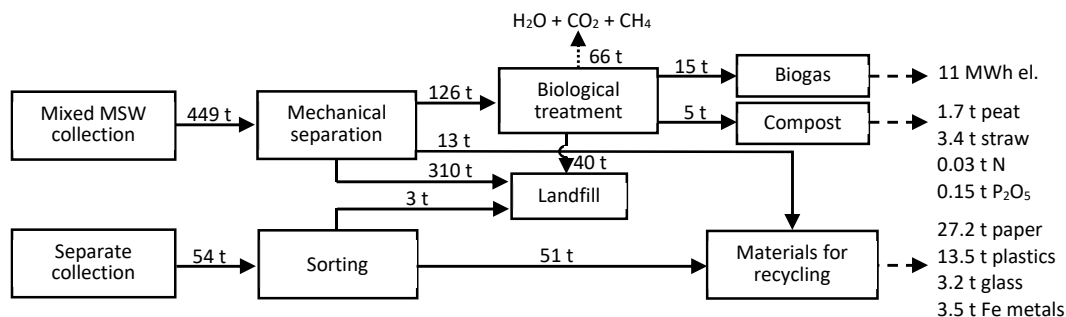 H₂O + CO₂ + CH₄
66 t
Mixed MSW
collection
449 t
Mechanical
separation
126 t
Biological
treatment
15 t
Biogas
11 MWh el.
5 t
Compost
1.7 t peat
3.4 t straw
0.03 t N
0.15 t P₂O₅
13 t
40 t
310 t
Landfill
3 t
Separate
collection
54 t
Sorting
51 t
Materials for
recycling
27.2 t paper
13.5 t plastics
3.2 t glass
3.5 t Fe metals